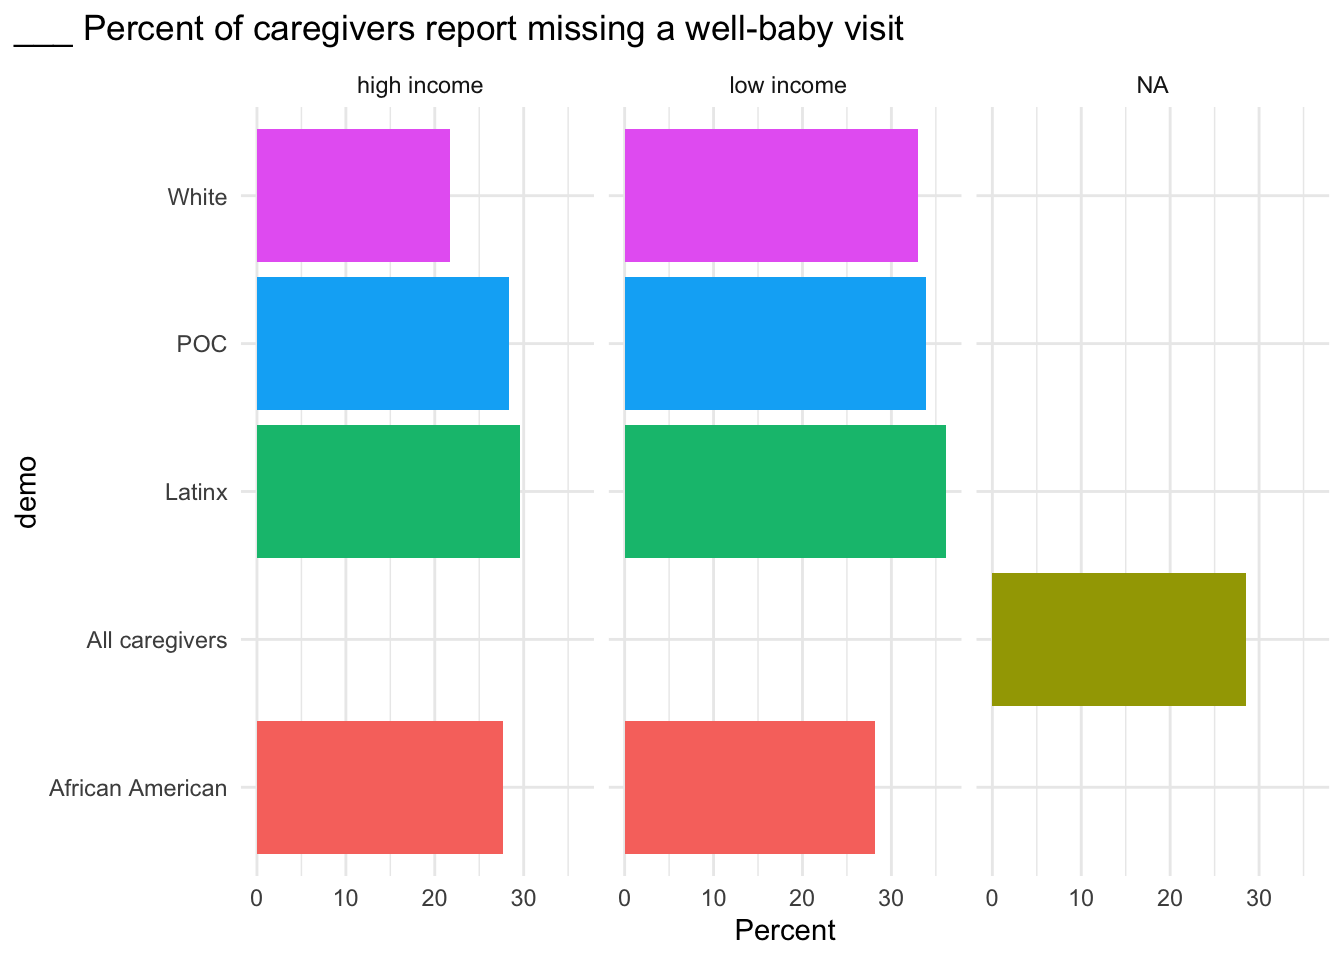 ___ Percent of caregivers report missing a well-baby visit
high income
low income
NA
White
POC
Latinx
All caregivers
African American
demo
0 10 20 30
0 10 20 30
0 10 20 30
Percent